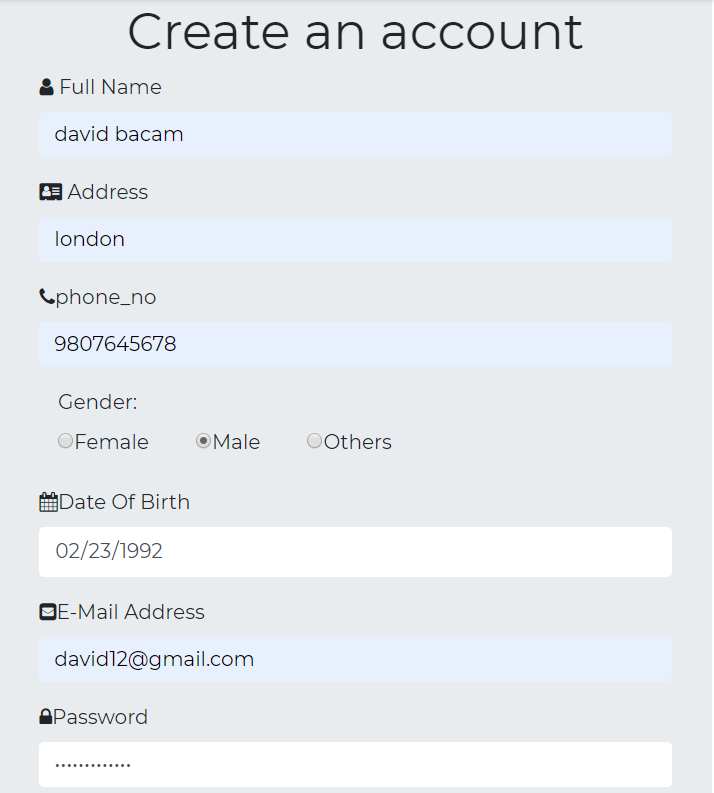 Create an account
Full Name
david bacam
Address
london
phone_no
9807645678
Gender:
Female Male Others
Date Of Birth
02/23/1992
E-Mail Address
david12@gmail.com
Password
•••••••••••••